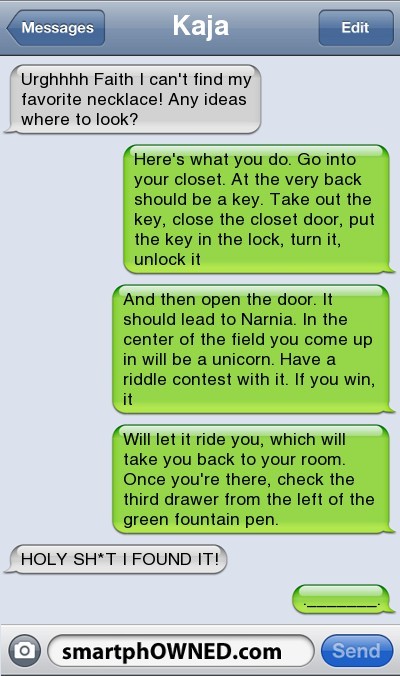 Messages
Kaja
Edit
Urghhhh Faith I can't find my
favorite necklace! Any ideas
where to look?
Here's what you do. Go into
your closet. At the very back
should be a key. Take out the
key, close the closet door, put
the key in the lock, turn it,
unlock it
And then open the door. It
should lead to Narnia. In the
center of the field you come up
in will be a unicorn. Have a
riddle contest with it. If you win,
it
Will let it ride you, which will
take you back to your room.
Once you're there, check the
third drawer from the left of the
green fountain pen.
HOLY SH*T I FOUND IT!
._______.
smartphOWNED.com
Send